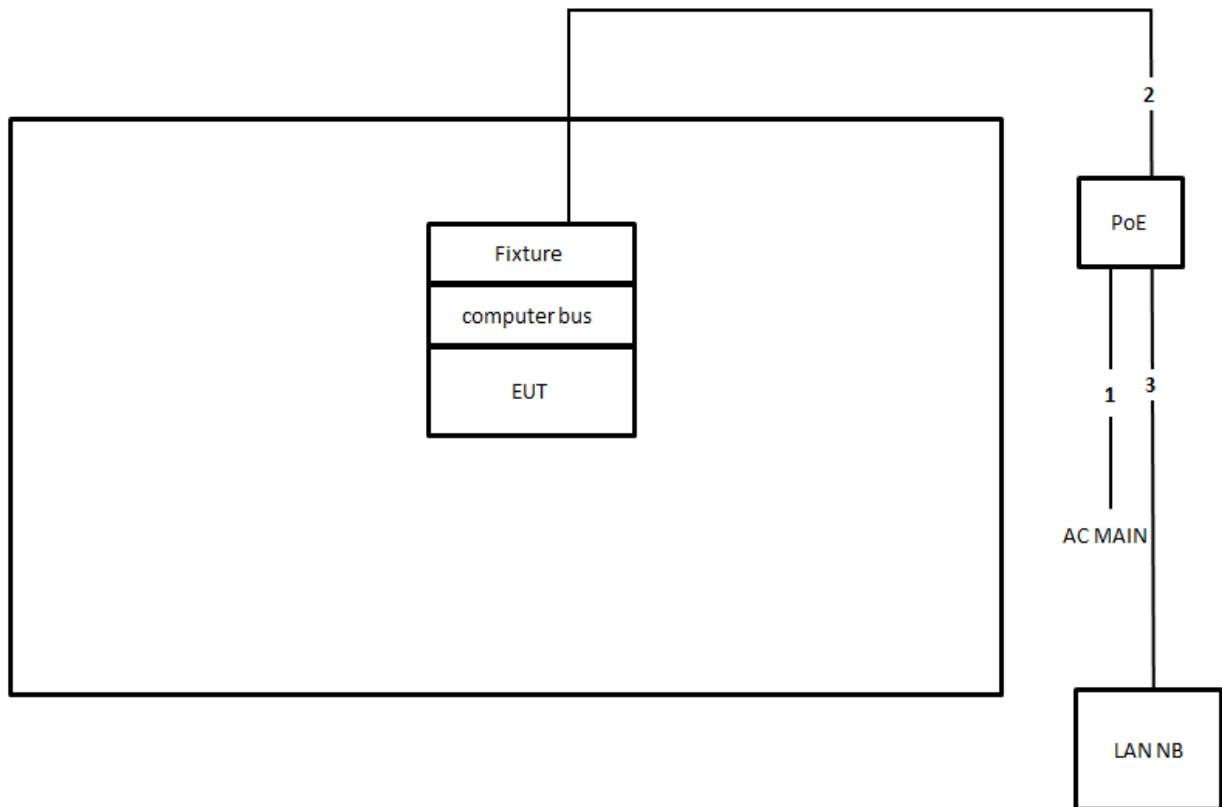 2
PoE
Fixture
computer bus
EUT
1
3
AC MAIN
LAN NB